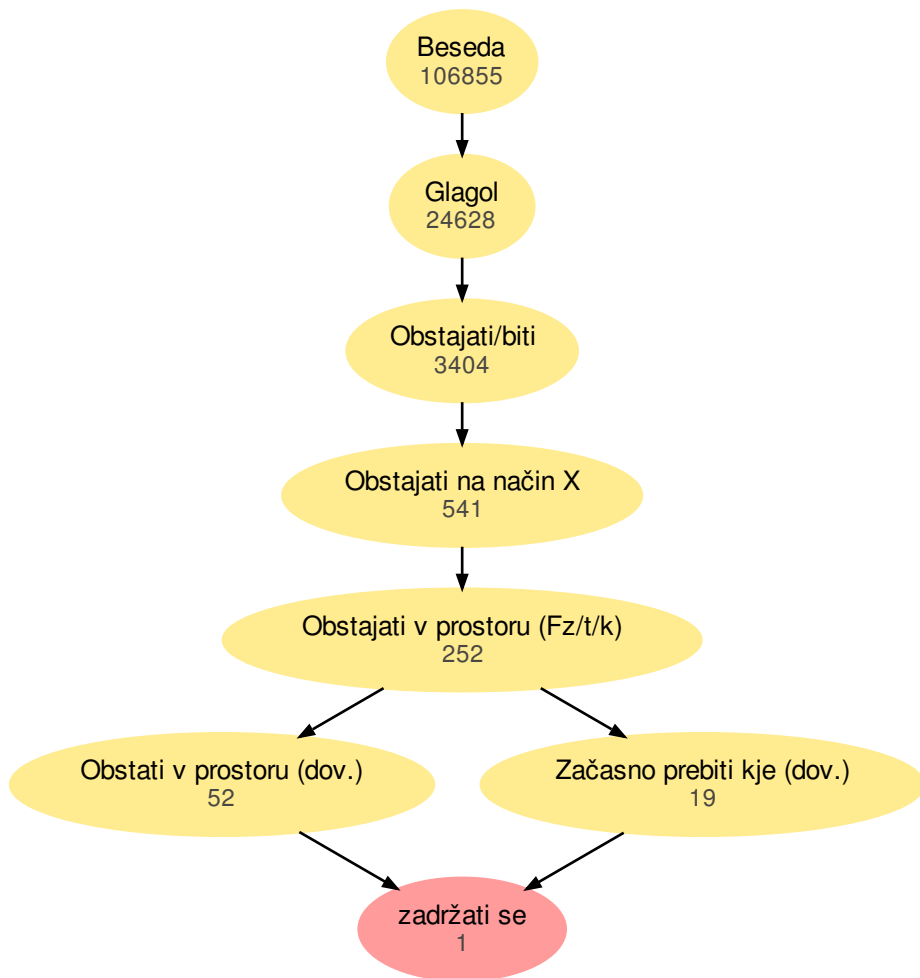 Beseda
106855
Glagol
24628
Obstajati/biti
3404
Obstajati na način X
541
Obstajati v prostoru (Fz/t/k)
252
Obstati v prostoru (dov.)
52
Začasno prebiti kje (dov.)
19
zadržati se
1